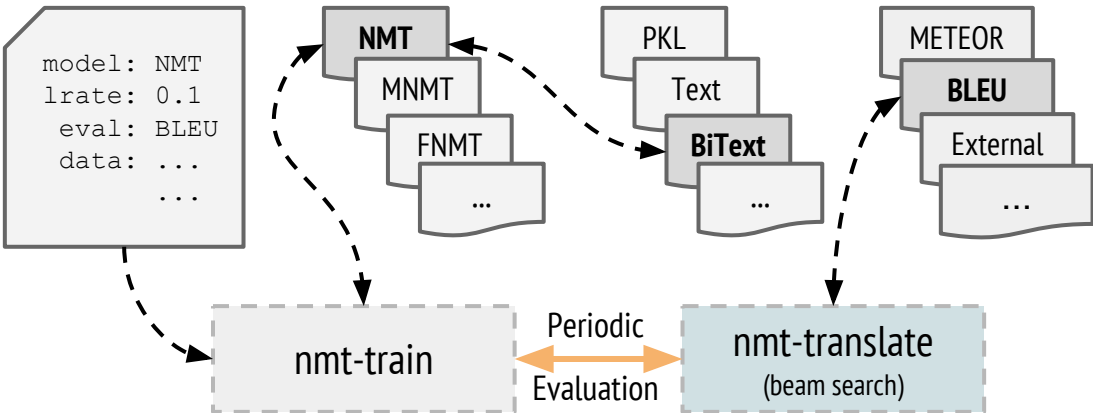 model: NMT
lrate: 0.1
eval: BLEU
data: ...
...
NMT
MNMT
FNMT
...
PKL
Text
BiText
...
METEOR
BLEU
External
...
nmt-train
Periodic
Evaluation
nmt-translate
(beam search)